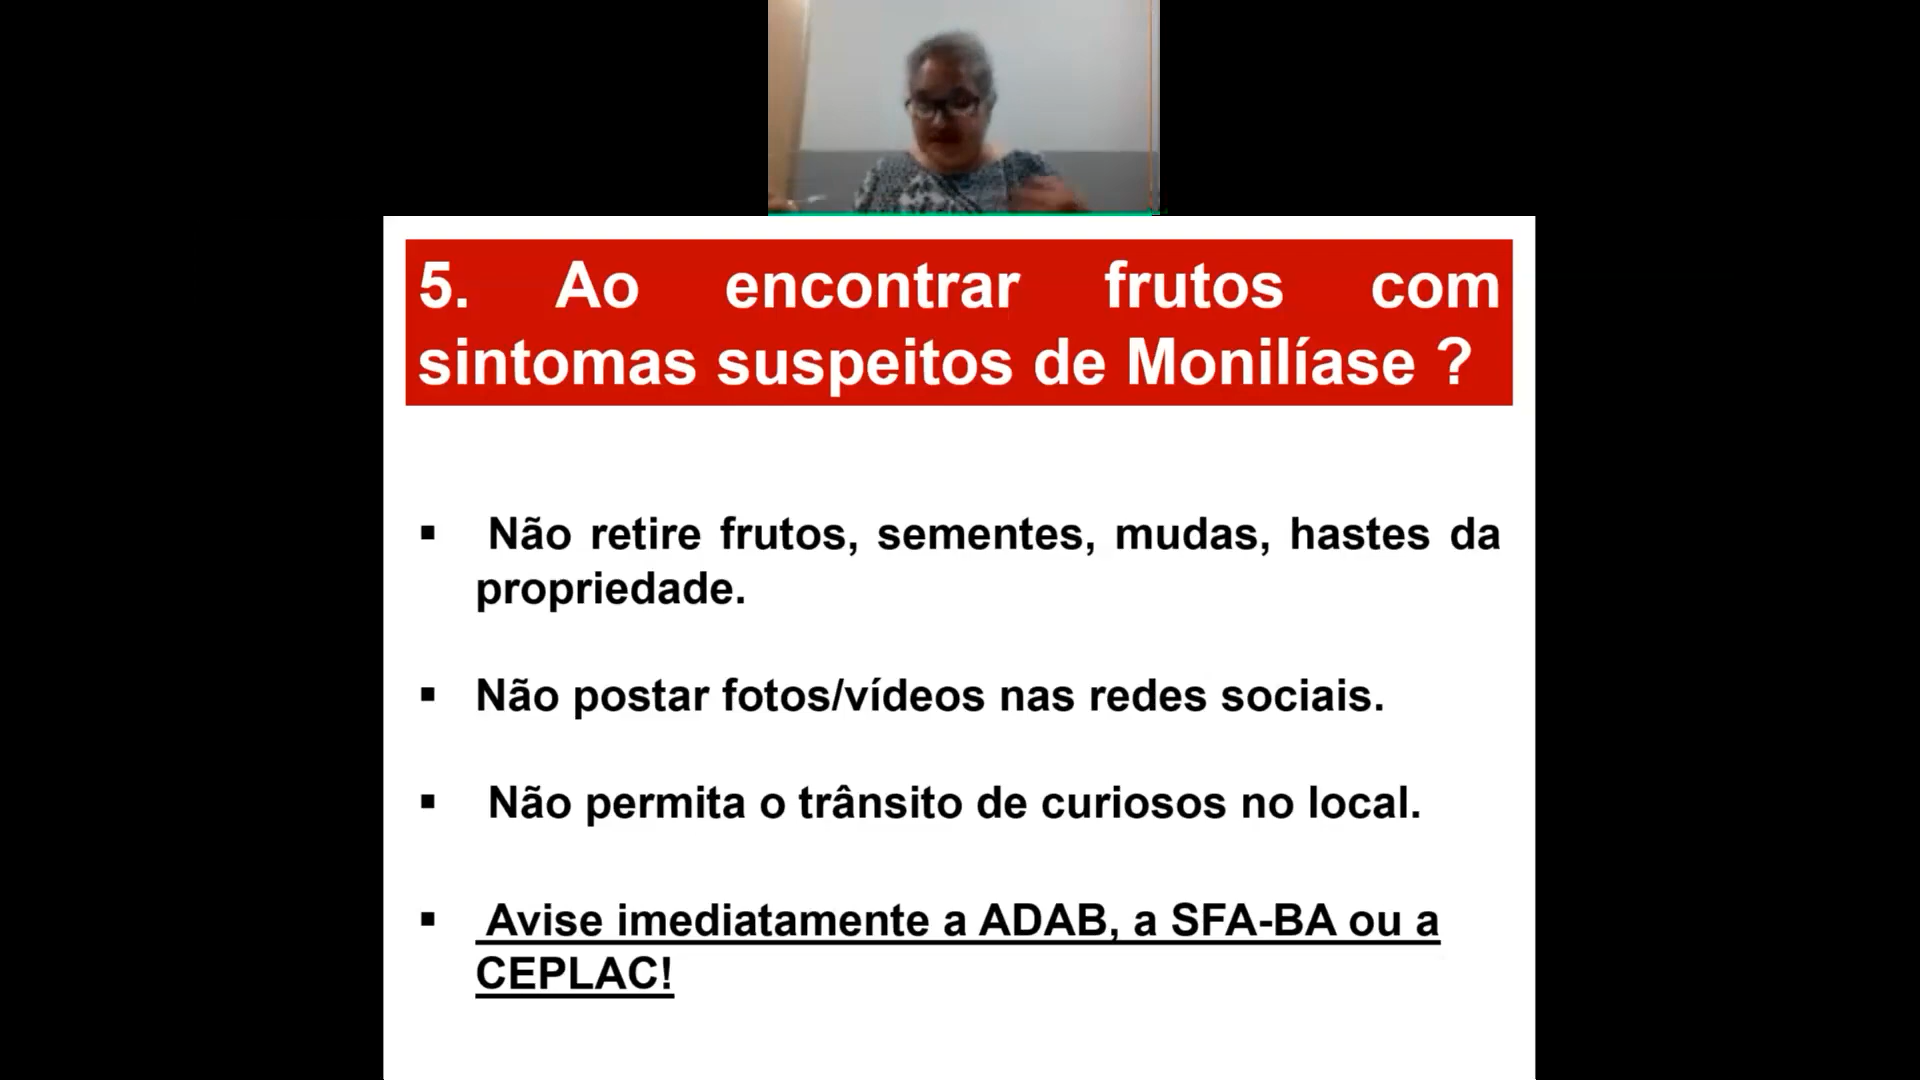 5. Ao encontrar frutos com
sintomas suspeitos de Monilíase ?
▪ Não retire frutos, sementes, mudas, hastes da
propriedade.
▪ Não postar fotos/vídeos nas redes sociais.
▪ Não permita o trânsito de curiosos no local.
▪ Avise imediatamente a ADAB, a SFA-BA ou a
CEPLAC!